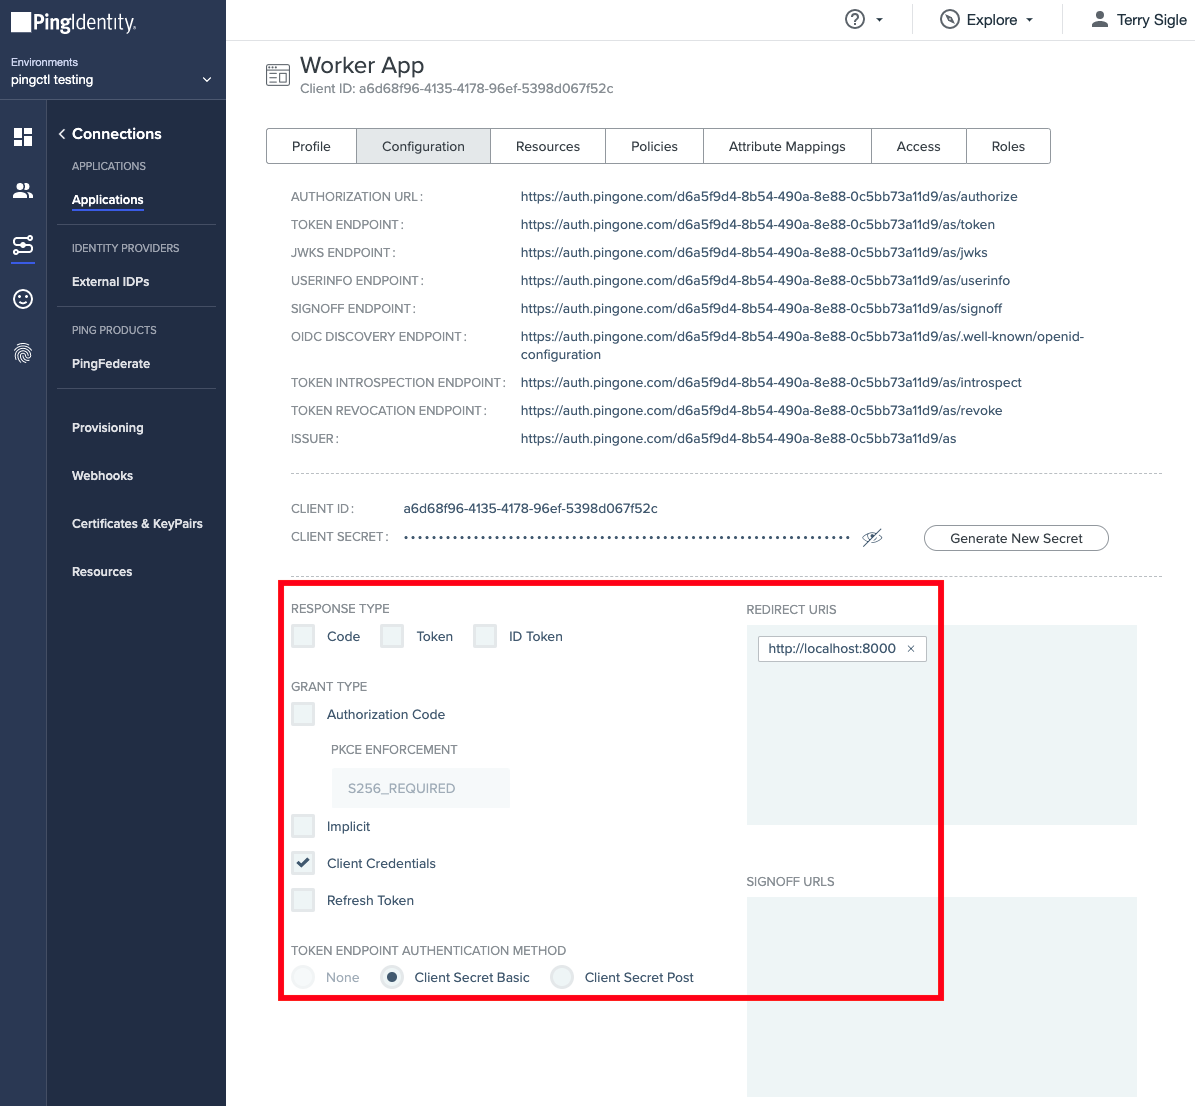 PingIdentity.
Environments
pingctl testing
Explore
Terry Sigle
Connections
APPLICATIONS
Applications
IDENTITY PROVIDERS
External IDPs
PING PRODUCTS
PingFederate
Provisioning
Webhooks
Certificates & KeyPairs
Resources
Worker App
Client ID: a6d68f96-4135-4178-96ef-5398d067f52c
Profile Configuration Resources Policies Attribute Mappings Access Roles
AUTHORIZATION URL: https://auth.pingone.com/d6a5f9d4-8b54-490a-8e88-0c5bb73a11d9/as/authorize
TOKEN ENDPOINT: https://auth.pingone.com/d6a5f9d4-8b54-490a-8e88-0c5bb73a11d9/as/token
JWKS ENDPOINT: https://auth.pingone.com/d6a5f9d4-8b54-490a-8e88-0c5bb73a11d9/as/jwks
USERINFO ENDPOINT: https://auth.pingone.com/d6a5f9d4-8b54-490a-8e88-0c5bb73a11d9/as/userinfo
SIGNOFF ENDPOINT: https://auth.pingone.com/d6a5f9d4-8b54-490a-8e88-0c5bb73a11d9/as/signoff
OIDC DISCOVERY ENDPOINT: https://auth.pingone.com/d6a5f9d4-8b54-490a-8e88-0c5bb73a11d9/as/.well-known/openid-
configuration
TOKEN INTROSPECTION ENDPOINT: https://auth.pingone.com/d6a5f9d4-8b54-490a-8e88-0c5bb73a11d9/as/introspect
TOKEN REVOCATION ENDPOINT: https://auth.pingone.com/d6a5f9d4-8b54-490a-8e88-0c5bb73a11d9/as/revoke
ISSUER: https://auth.pingone.com/d6a5f9d4-8b54-490a-8e88-0c5bb73a11d9/as
CLIENT ID: a6d68f96-4135-4178-96ef-5398d067f52c
CLIENT SECRET: Generate New Secret
RESPONSE TYPE
Code Token ID Token
GRANT TYPE
Authorization Code
PKCE ENFORCEMENT
S256_REQUIRED
Implicit
Client Credentials
Refresh Token
TOKEN ENDPOINT AUTHENTICATION METHOD
None Client Secret Basic Client Secret Post
REDIRECT URIS
http://localhost:8000 ×
SIGNOFF URLS